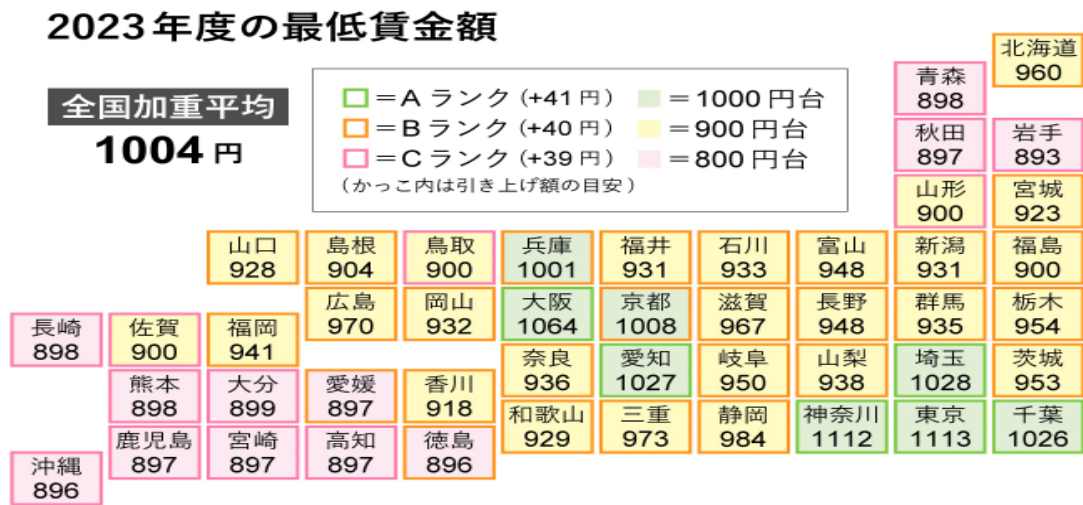 2023年度の最低賃金額
全国加重平均
1004円
=Aランク(+41円) =1000円台
=Bランク(+40円) =900円台
=Cランク(+39円) =800円台
(かっこ内は引き上げ額の目安)
北海道
960
青森
898
秋田 岩手
897 893
山形 宮城
900 923
山口 島根 鳥取 兵庫 福井 石川 富山 新潟 福島
928 904 900 1001 931 933 948 931 900
広島 岡山 大阪 京都 滋賀 長野 群馬 栃木
970 932 1064 1008 967 948 935 954
長崎 佐賀 福岡
898 900 941
奈良 愛知 岐阜 山梨 埼玉 茨城
936 1027 950 938 1028 953
熊本 大分 愛媛 香川
898 899 897 918
和歌山 三重 静岡 神奈川 東京 千葉
929 973 984 1112 1113 1026
鹿児島 宮崎 高知 徳島
897 897 897 896
沖縄
896